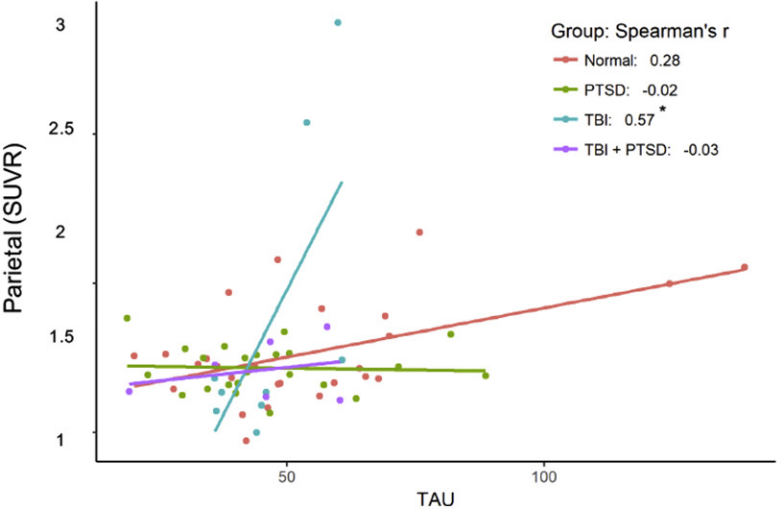 3
2.5
2
1.5
1
Parietal (SUVR)
Group: Spearman's r
Normal: 0.28
PTSD: -0.02
TBI: 0.57 *
TBI + PTSD: -0.03
50
100
TAU